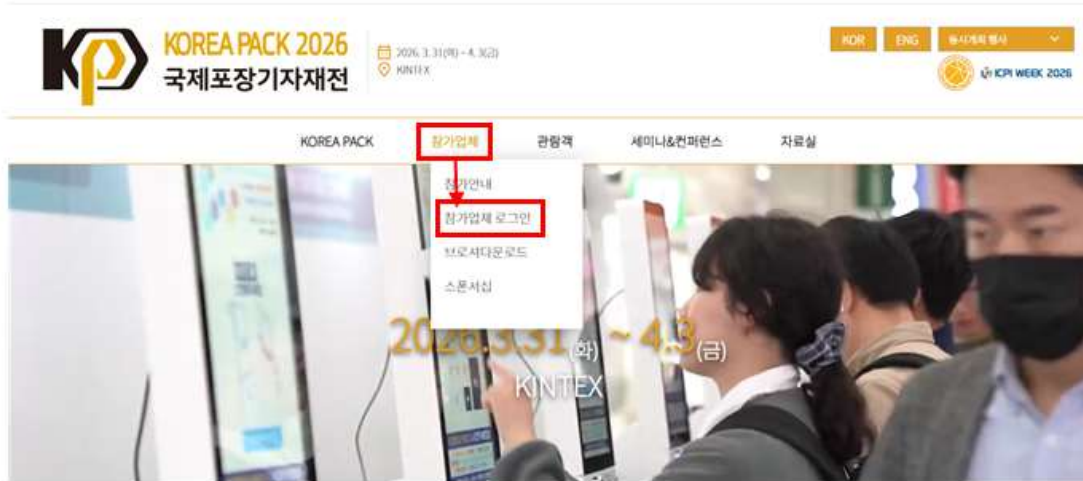 KOREA PACK 2026
국제포장기자재전
2026. 3. 31(화) ~ 4. 3(금)
KINTEX
KOR
ENG
동시개최 행사
ICPI WEEK 2026
KOREA PACK
참가업체
관람객
세미나&컨퍼런스
자료실
참가안내
참가업체 로그인
브로셔다운로드
스폰서십
2026.3.31(화) ~ 4.3(금)
KINTEX